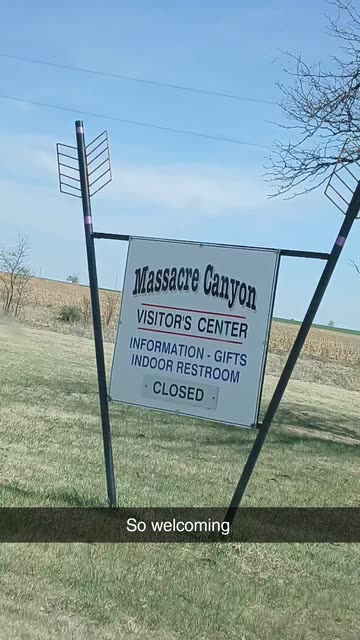 Massacre Canyon
VISITOR'S CENTER
INFORMATION - GIFTS
INDOOR RESTROOM
CLOSED
So welcoming